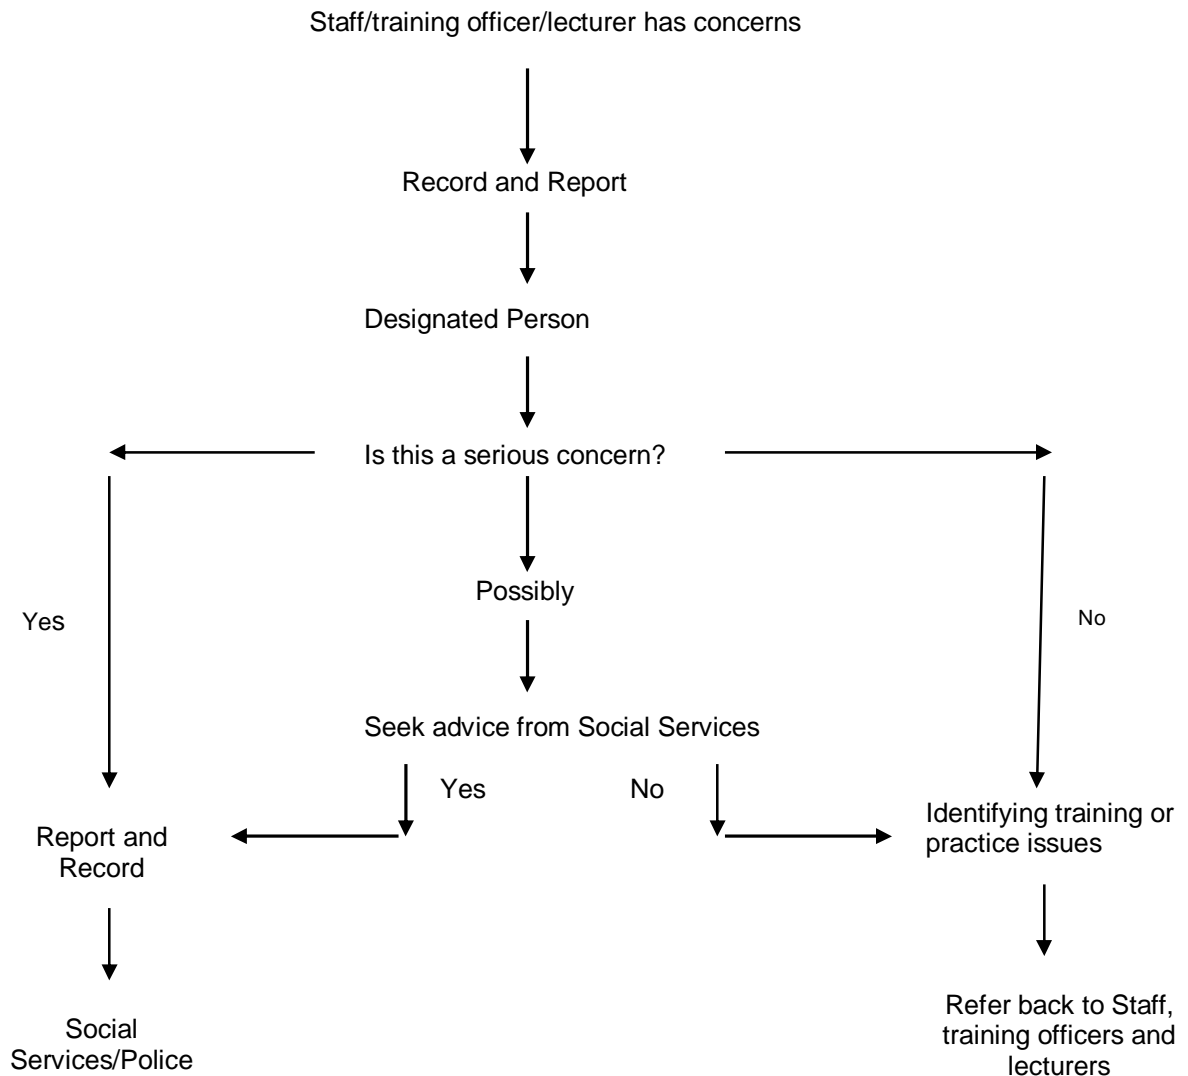 Staff/training officer/lecturer has concerns
Record and Report
Designated Person
Is this a serious concern?
Possibly
Yes
No
Seek advice from Social Services
Yes
No
Report and
Record
Identifying training or
practice issues
Social
Services/Police
Refer back to Staff,
training officers and
lecturers